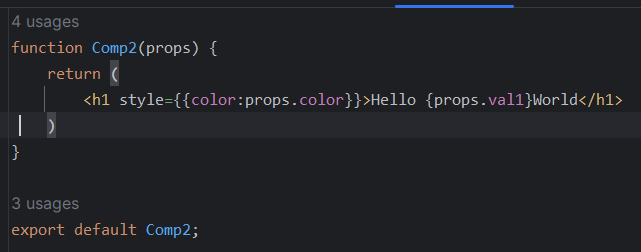 4 usages
function Comp2(props) {
    return (
        <h1 style={{color:props.color}}>Hello {props.val1}World</h1>
    )
}
3 usages
export default Comp2;